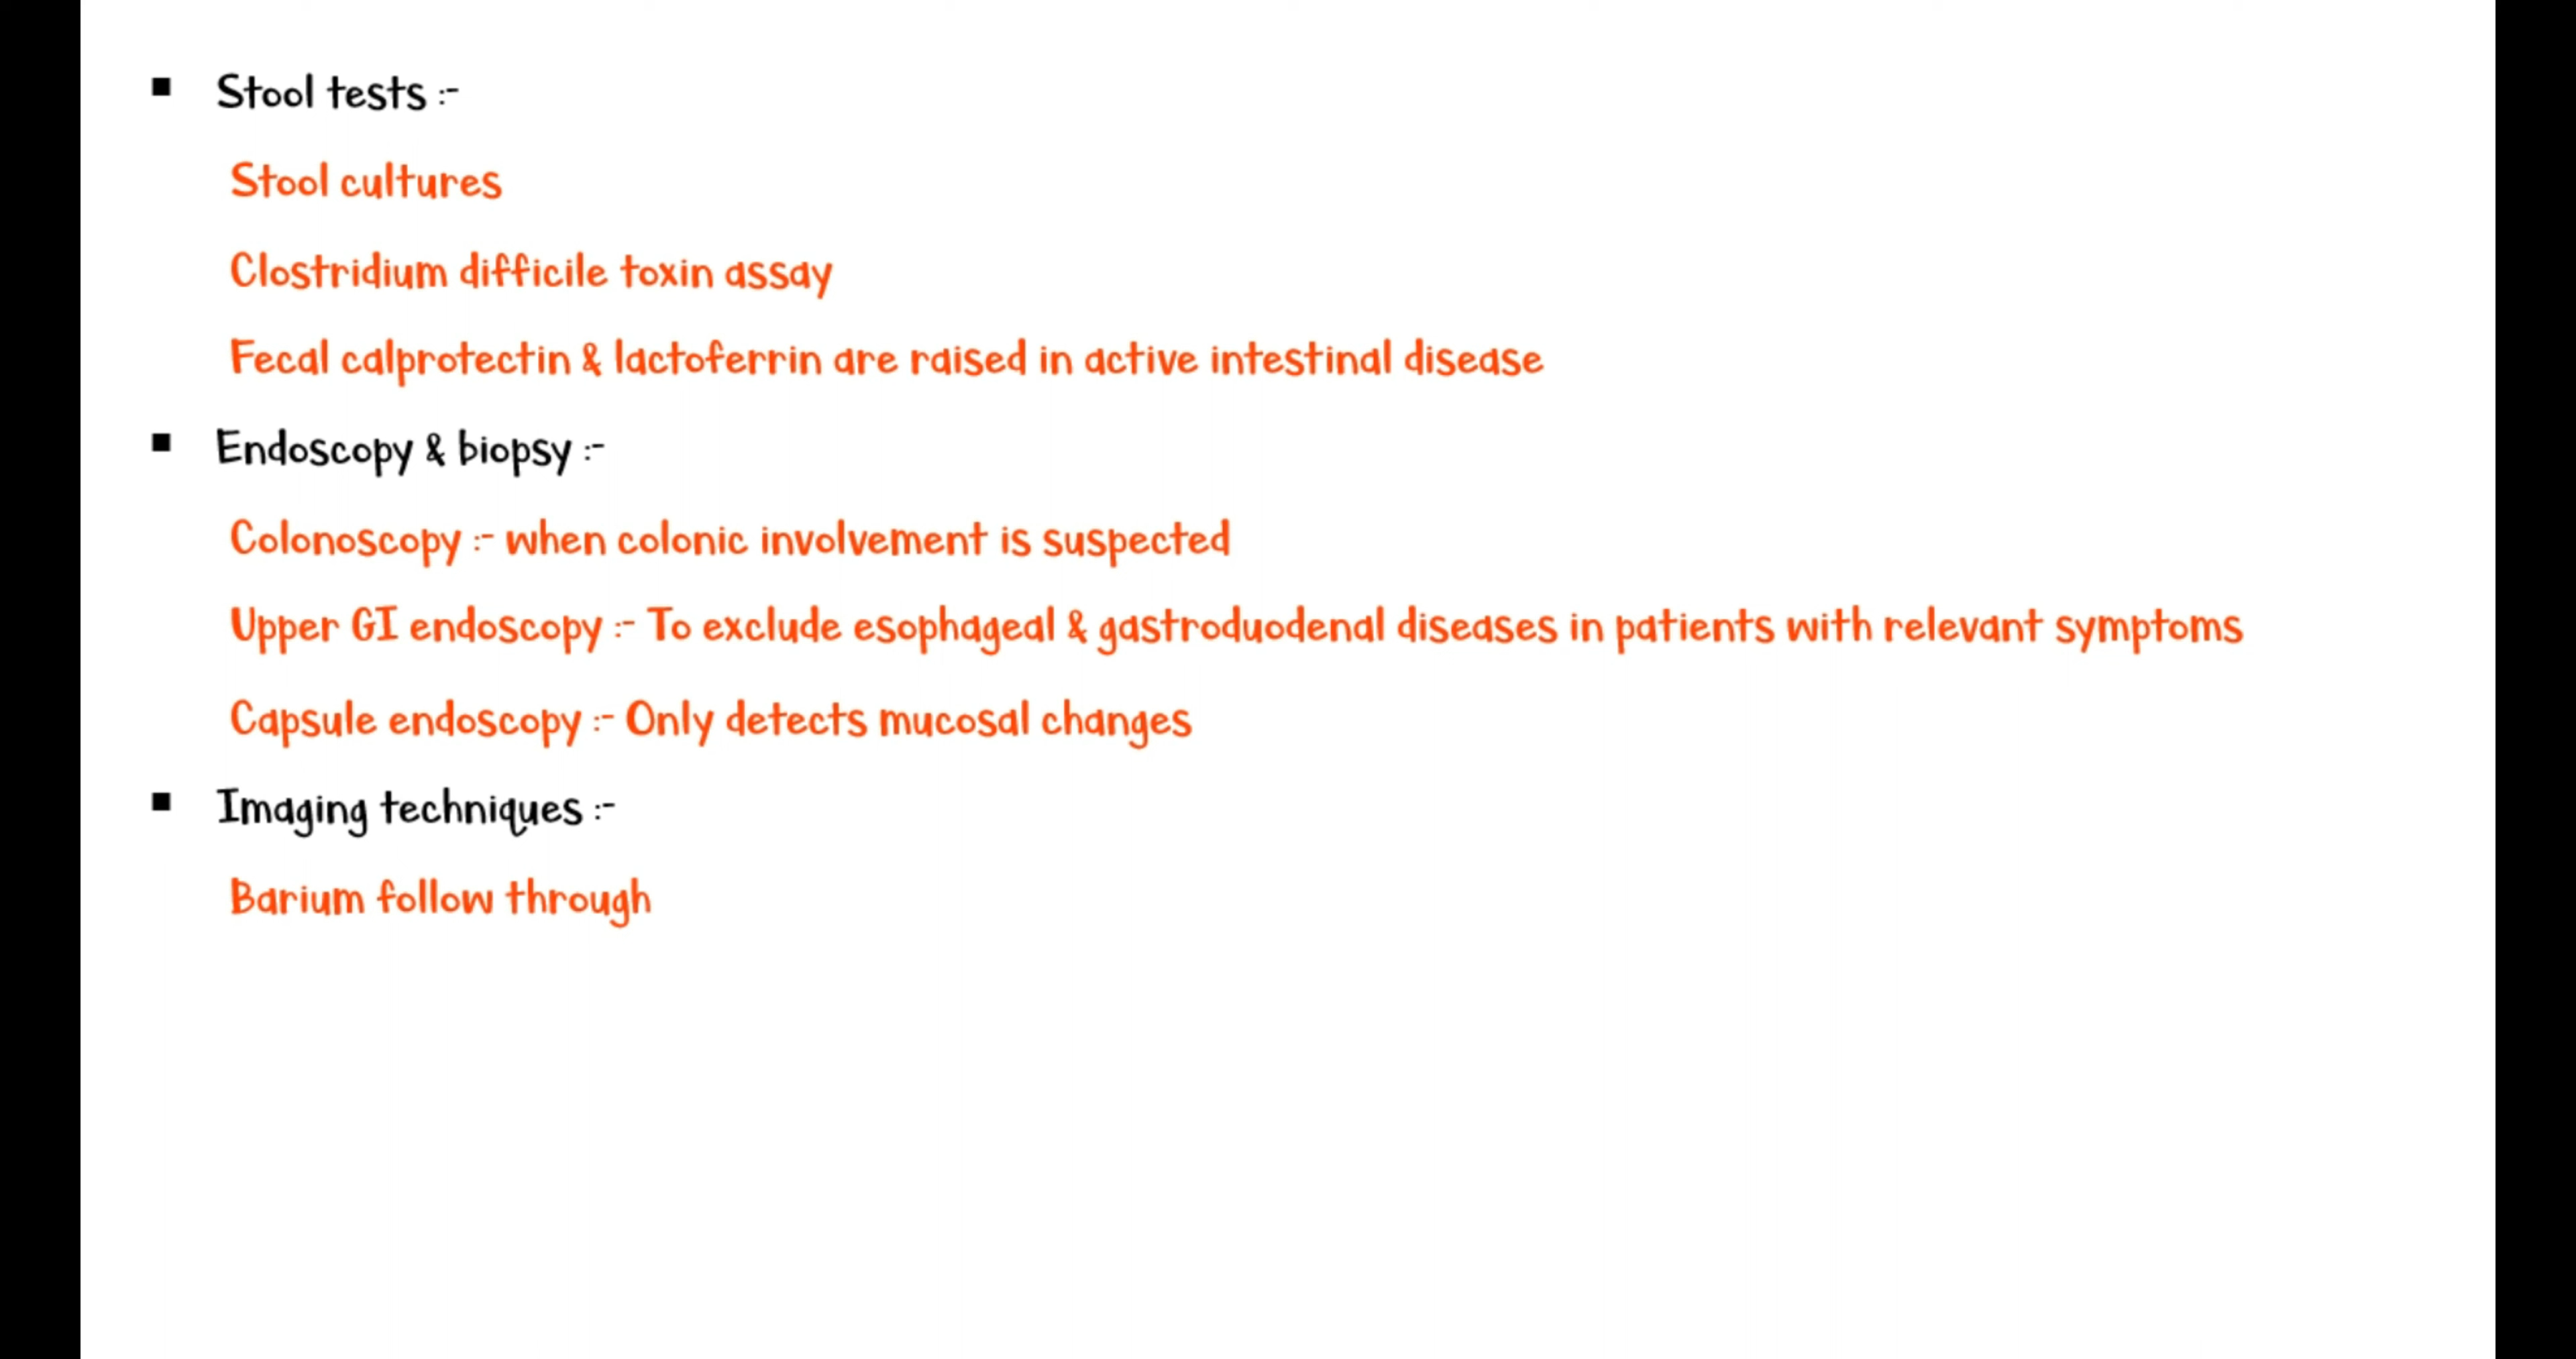 ▪ Stool tests :-
Stool cultures
Clostridium difficile toxin assay
Fecal calprotectin & lactoferrin are raised in active intestinal disease
▪ Endoscopy & biopsy :-
Colonoscopy :- when colonic involvement is suspected
Upper GI endoscopy :- To exclude esophageal & gastroduodenal diseases in patients with relevant symptoms
Capsule endoscopy :- Only detects mucosal changes
▪ Imaging techniques :-
Barium follow through